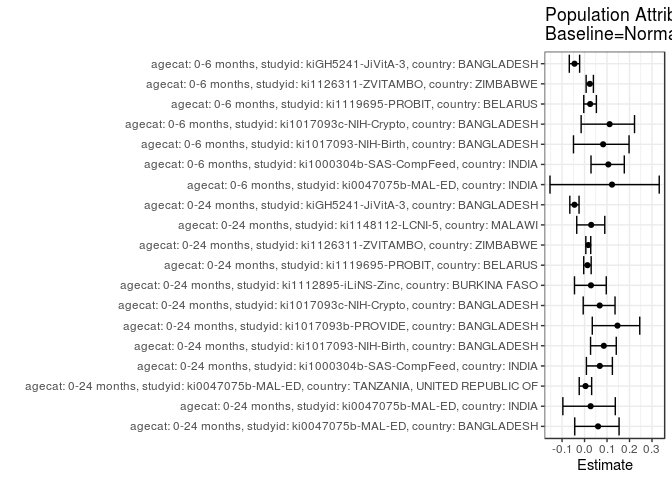 Population Attrib
Baseline=Norma
agecat: 0-6 months, studyid: kiGH5241-JiVitA-3, country: BANGLADESH
agecat: 0-6 months, studyid: ki1126311-ZVITAMBO, country: ZIMBABWE
agecat: 0-6 months, studyid: ki1119695-PROBIT, country: BELARUS
agecat: 0-6 months, studyid: ki1017093c-NIH-Crypto, country: BANGLADESH
agecat: 0-6 months, studyid: ki1017093-NIH-Birth, country: BANGLADESH
agecat: 0-6 months, studyid: ki1000304b-SAS-CompFeed, country: INDIA
agecat: 0-6 months, studyid: ki0047075b-MAL-ED, country: INDIA
agecat: 0-24 months, studyid: kiGH5241-JiVitA-3, country: BANGLADESH
agecat: 0-24 months, studyid: ki1148112-LCNI-5, country: MALAWI
agecat: 0-24 months, studyid: ki1126311-ZVITAMBO, country: ZIMBABWE
agecat: 0-24 months, studyid: ki1119695-PROBIT, country: BELARUS
agecat: 0-24 months, studyid: ki1112895-iLiNS-Zinc, country: BURKINA FASO
agecat: 0-24 months, studyid: ki1017093c-NIH-Crypto, country: BANGLADESH
agecat: 0-24 months, studyid: ki1017093b-PROVIDE, country: BANGLADESH
agecat: 0-24 months, studyid: ki1017093-NIH-Birth, country: BANGLADESH
agecat: 0-24 months, studyid: ki1000304b-SAS-CompFeed, country: INDIA
agecat: 0-24 months, studyid: ki0047075b-MAL-ED, country: TANZANIA, UNITED REPUBLIC OF
agecat: 0-24 months, studyid: ki0047075b-MAL-ED, country: INDIA
agecat: 0-24 months, studyid: ki0047075b-MAL-ED, country: BANGLADESH
-0.1 0.0 0.1 0.2 0.3
Estimate